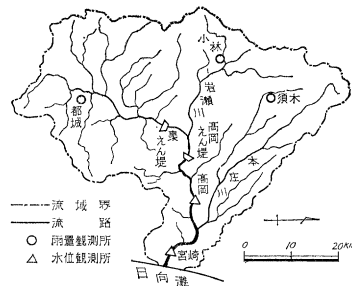 小林
岩瀬川
須木
都城
轟えん堤
高岡えん堤
高岡
本庄川
宮崎
日向灘
流域界
流路
雨量観測所
水位観測所
0 10 20km